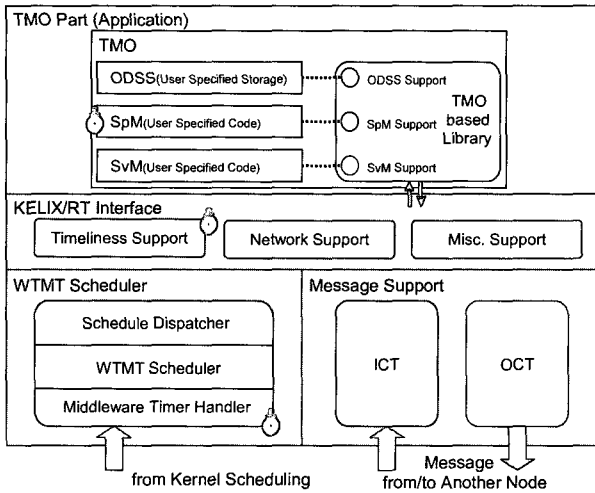 TMO Part (Application)
TMO
ODSS(User Specified Storage)
ODSS Support
SpM(User Specified Code)
SpM Support
SvM(User Specified Code)
SvM Support
TMO
based
Library
KELIX/RT Interface
Timeliness Support
Network Support
Misc. Support
WTMT Scheduler
Schedule Dispatcher
WTMT Scheduler
Middleware Timer Handler
Message Support
ICT
OCT
from Kernel Scheduling
Message
from/to Another Node